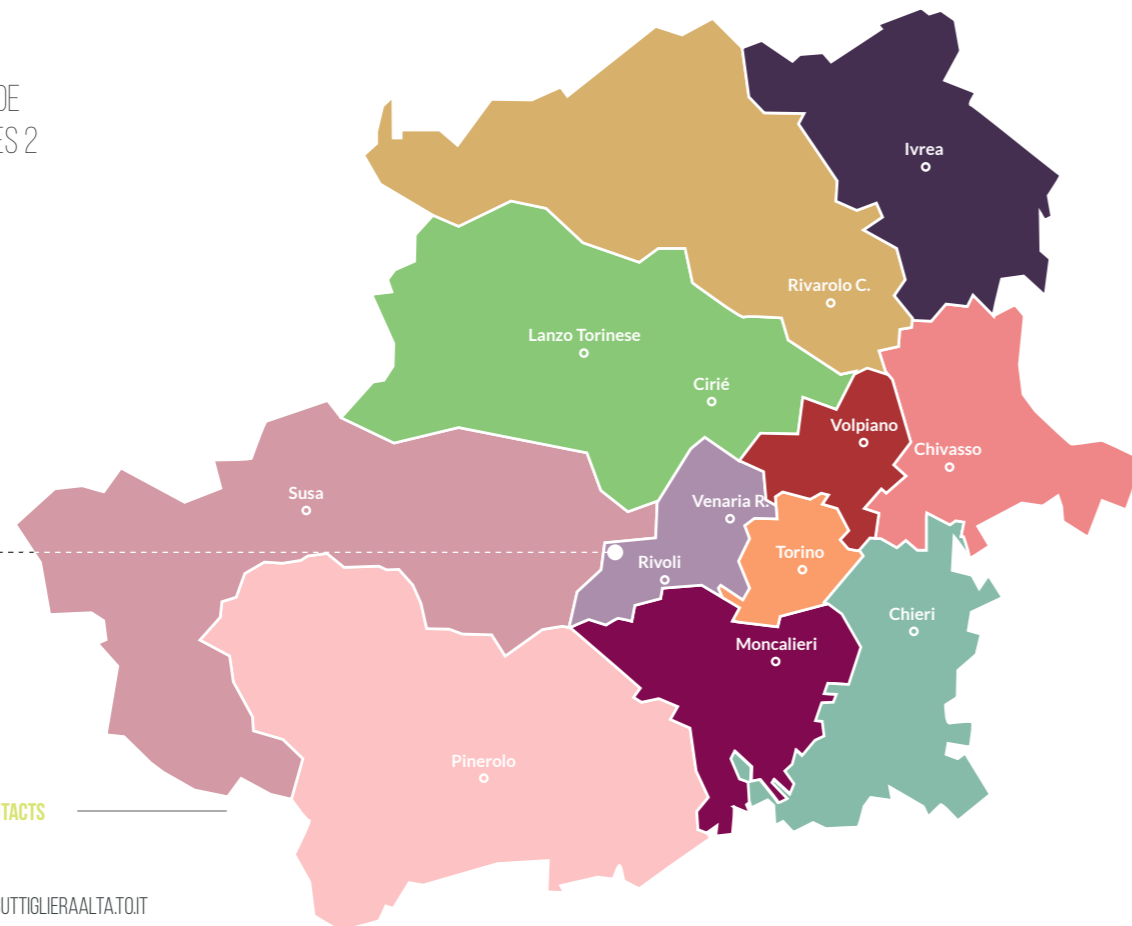 DE
ES 2
Ivrea
Rivarolo C.
Lanzo Torinese
Cirié
Volpiano
Chivasso
Susa
Venaria R.
Torino
Rivoli
Chieri
Moncalieri
Pinerolo
TACTS
UTTIGLIERAALTA.TO.IT